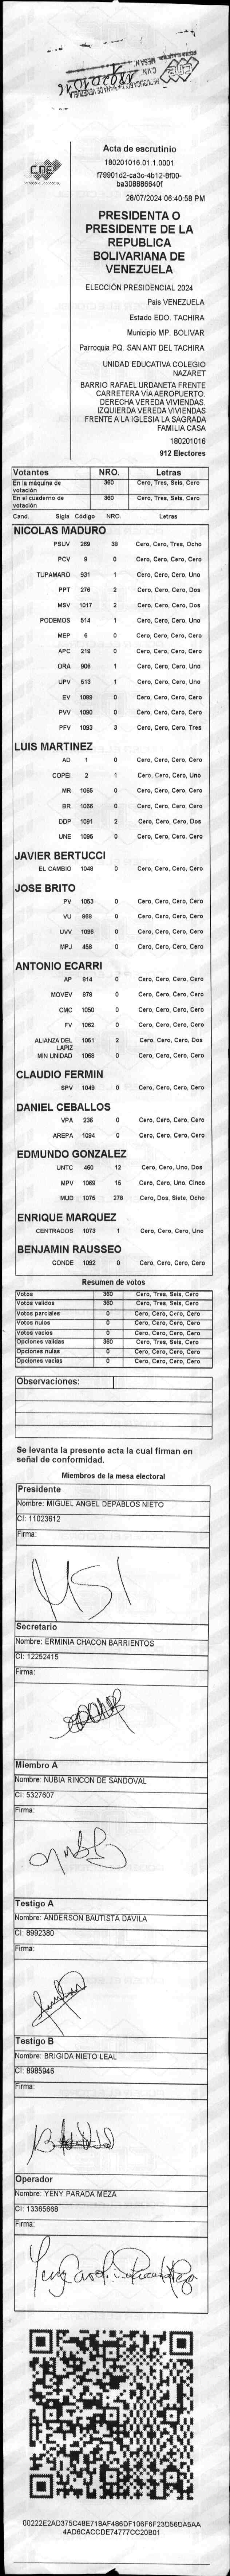 180201016
CNE
Acta de escrutinio
180201016.01.1.0001
f79901d2-ca3c-4b12-8f00-
ba308886640f
28/07/2024 06:40:58 PM
PRESIDENTA O
PRESIDENTE DE LA
REPUBLICA
BOLIVARIANA DE
VENEZUELA
ELECCIÓN PRESIDENCIAL 2024
País VENEZUELA
Estado EDO. TACHIRA
Municipio MP. BOLIVAR
Parroquia PQ. SAN ANT DEL TACHIRA
UNIDAD EDUCATIVA COLEGIO
NAZARET
BARRIO RAFAEL URDANETA FRENTE
CARRETERA VÍA AEROPUERTO.
DERECHA VEREDA VIVIENDAS.
IZQUIERDA VEREDA VIVIENDAS
FRENTE A LA IGLESIA LA SAGRADA
FAMILIA CASA
180201016
912 Electores
Votantes NRO. Letras
En la máquina de votación 360 Cero, Tres, Seis, Cero
En el cuaderno de votación 360 Cero, Tres, Seis, Cero
Cand. Sigla Código NRO. Letras
NICOLAS MADURO
PSUV 269 38 Cero, Cero, Tres, Ocho
PCV 9 0 Cero, Cero, Cero, Cero
TUPAMARO 931 1 Cero, Cero, Cero, Uno
PPT 276 2 Cero, Cero, Cero, Dos
MSV 1017 2 Cero, Cero, Cero, Dos
PODEMOS 514 1 Cero, Cero, Cero, Uno
MEP 6 0 Cero, Cero, Cero, Cero
APC 219 0 Cero, Cero, Cero, Cero
ORA 906 1 Cero, Cero, Cero, Uno
UPV 513 1 Cero, Cero, Cero, Uno
EV 1089 0 Cero, Cero, Cero, Cero
PVV 1090 0 Cero, Cero, Cero, Cero
PFV 1093 3 Cero, Cero, Cero, Tres
LUIS MARTINEZ
AD 1 0 Cero, Cero, Cero, Cero
COPEI 2 1 Cero, Cero, Cero, Uno
MR 1065 0 Cero, Cero, Cero, Cero
BR 1066 0 Cero, Cero, Cero, Cero
DDP 1091 2 Cero, Cero, Cero, Dos
UNE 1095 0 Cero, Cero, Cero, Cero
JAVIER BERTUCCI
EL CAMBIO 1048 0 Cero, Cero, Cero, Cero
JOSE BRITO
PV 1053 0 Cero, Cero, Cero, Cero
VU 868 0 Cero, Cero, Cero, Cero
UVV 1096 0 Cero, Cero, Cero, Cero
MPJ 458 0 Cero, Cero, Cero, Cero
ANTONIO ECARRI
AP 814 0 Cero, Cero, Cero, Cero
MOVEV 678 0 Cero, Cero, Cero, Cero
CMC 1050 0 Cero, Cero, Cero, Cero
FV 1062 0 Cero, Cero, Cero, Cero
ALIANZA DEL LAPIZ 1051 2 Cero, Cero, Cero, Dos
MIN UNIDAD 1068 0 Cero, Cero, Cero, Cero
CLAUDIO FERMIN
SPV 1049 0 Cero, Cero, Cero, Cero
DANIEL CEBALLOS
VPA 236 0 Cero, Cero, Cero, Cero
AREPA 1094 0 Cero, Cero, Cero, Cero
EDMUNDO GONZALEZ
UNTC 460 12 Cero, Cero, Uno, Dos
MPV 1069 15 Cero, Cero, Uno, Cinco
MUD 1075 278 Cero, Dos, Siete, Ocho
ENRIQUE MARQUEZ
CENTRADOS 1073 1 Cero, Cero, Cero, Uno
BENJAMIN RAUSSEO
CONDE 1092 0 Cero, Cero, Cero, Cero
Resumen de votos
Votos 360 Cero, Tres, Seis, Cero
Votos validos 360 Cero, Tres, Seis, Cero
Votos parciales 0 Cero, Cero, Cero, Cero
Votos nulos 0 Cero, Cero, Cero, Cero
Votos vacios 0 Cero, Cero, Cero, Cero
Opciones validas 360 Cero, Tres, Seis, Cero
Opciones nulas 0 Cero, Cero, Cero, Cero
Opciones vacias 0 Cero, Cero, Cero, Cero
Observaciones:
Se levanta la presente acta la cual firman en
señal de conformidad.
Miembros de la mesa electoral
Presidente
Nombre: MIGUEL ANGEL DEPABLOS NIETO
CI: 11023612
Firma:
Secretario
Nombre: ERMINIA CHACON BARRIENTOS
CI: 12252415
Firma:
Miembro A
Nombre: NUBIA RINCON DE SANDOVAL
CI: 5327607
Firma:
Testigo A
Nombre: ANDERSON BAUTISTA DAVILA
CI: 8992380
Firma:
Testigo B
Nombre: BRIGIDA NIETO LEAL
CI: 8985946
Firma:
Operador
Nombre: YENY PARADA MEZA
CI: 13365668
Firma:
00222E2AD375C48E718AF486DF106F6F23D56DA5AA
4AD6CACCDE74777CC20B01